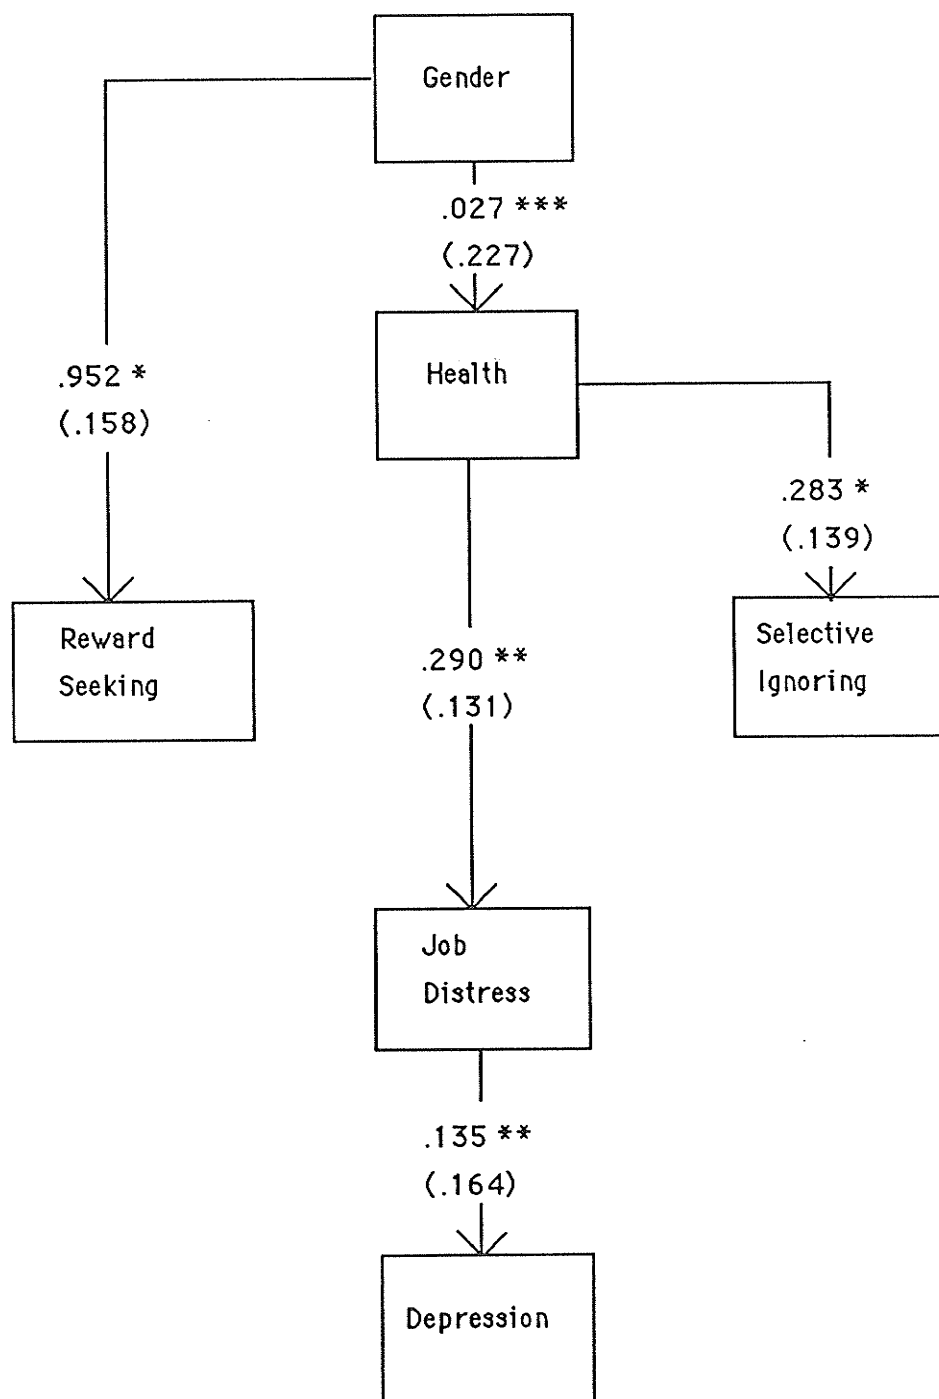 Gender
.027 ***
(.227)
Health
.952 *
(.158)
.283 *
(.139)
Reward
Seeking
.290 **
(.131)
Selective
Ignoring
Job
Distress
.135 **
(.164)
Depression